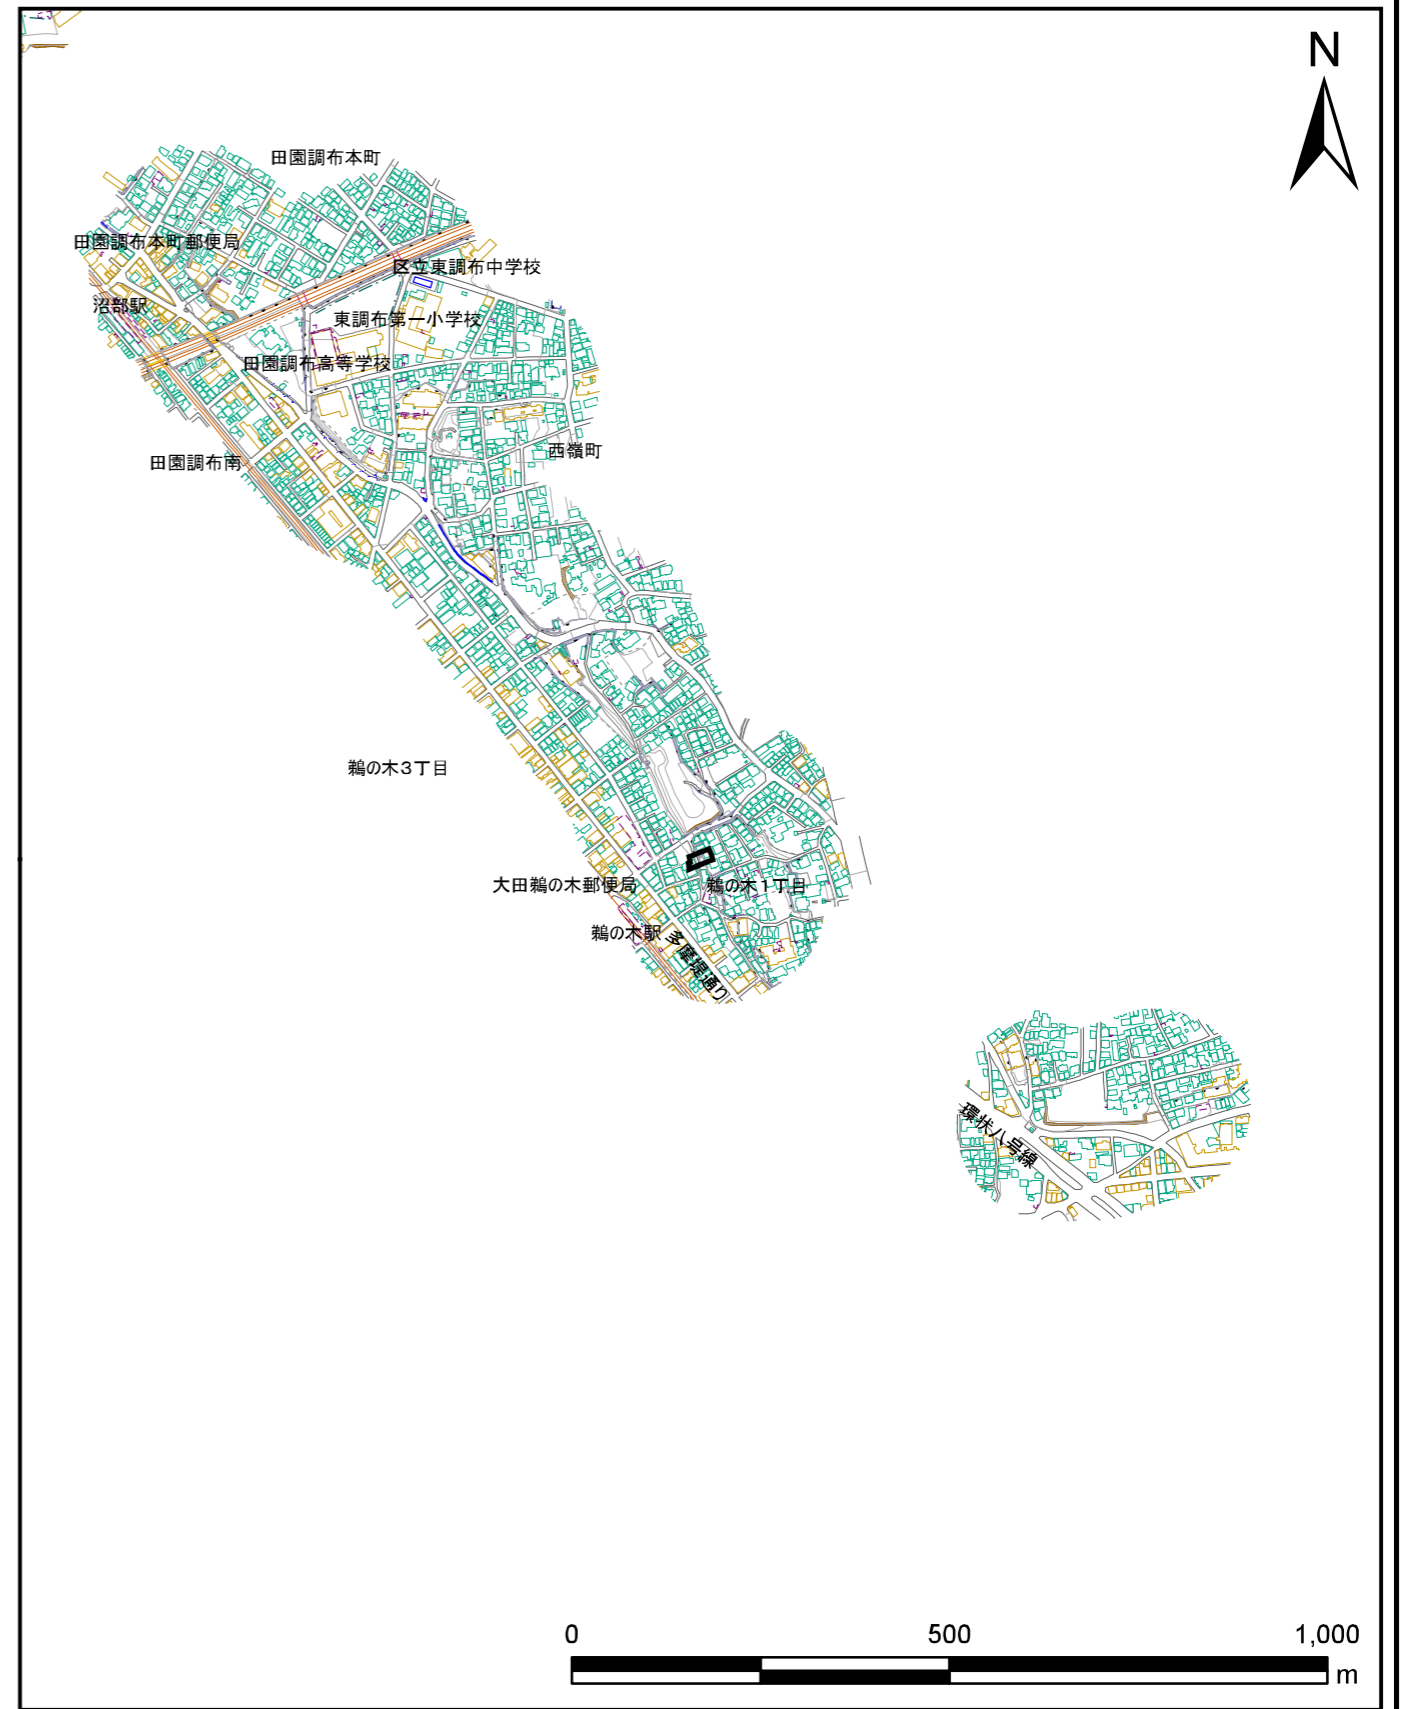 N
田園調布本町
田園調布本町郵便局
区立東調布中学校
沼部駅
東調布第一小学校
田園調布高等学校
西嶺町
田園調布南
鵜の木3丁目
大田鵜の木郵便局
鵜の木1丁目
鵜の木駅
多摩堤通り
環状八号線
0 500 1,000
m